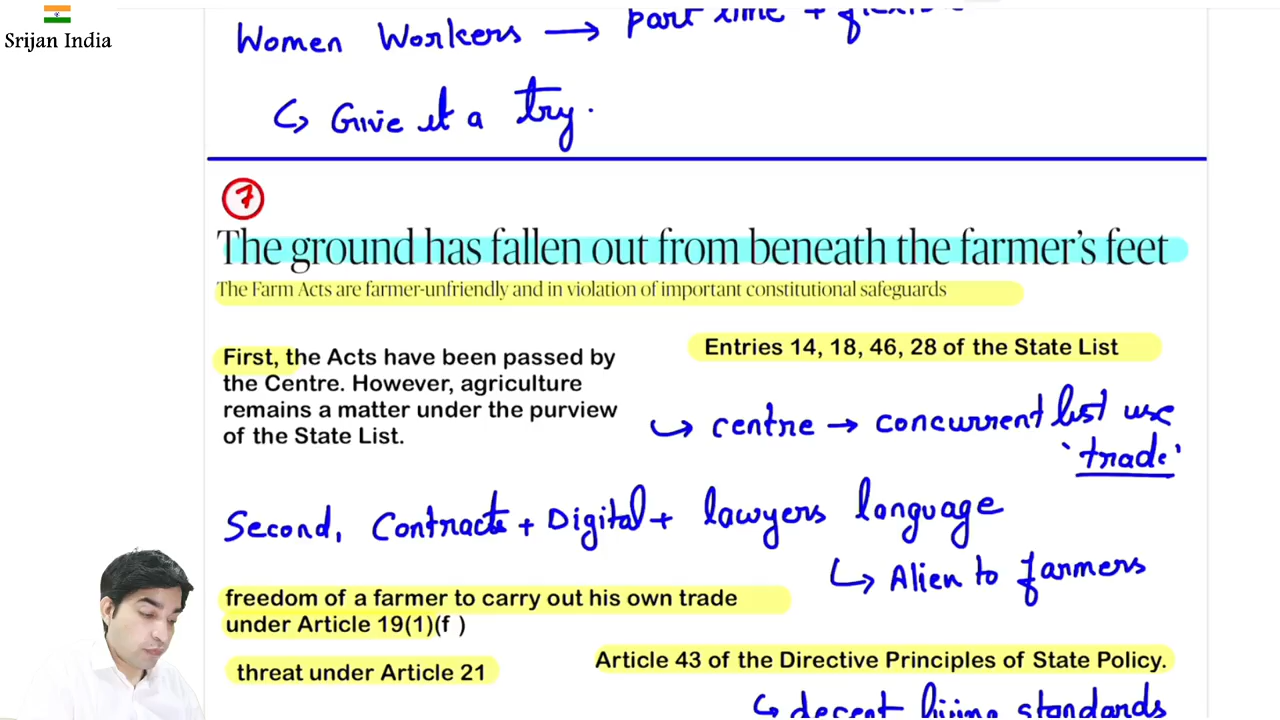 Srijan India
Women Workers → part time + flexible
↳ Give it a try.
7
The ground has fallen out from beneath the farmer's feet
The Farm Acts are farmer-unfriendly and in violation of important constitutional safeguards
First, the Acts have been passed by
the Centre. However, agriculture
remains a matter under the purview
of the State List.
Entries 14, 18, 46, 28 of the State List
↳ centre → concurrent list use
'trade'
Second, Contracts + Digital + lawyers language
↳ Alien to farmers
freedom of a farmer to carry out his own trade
under Article 19(1)(f )
threat under Article 21
Article 43 of the Directive Principles of State Policy.
↳ decent living standards